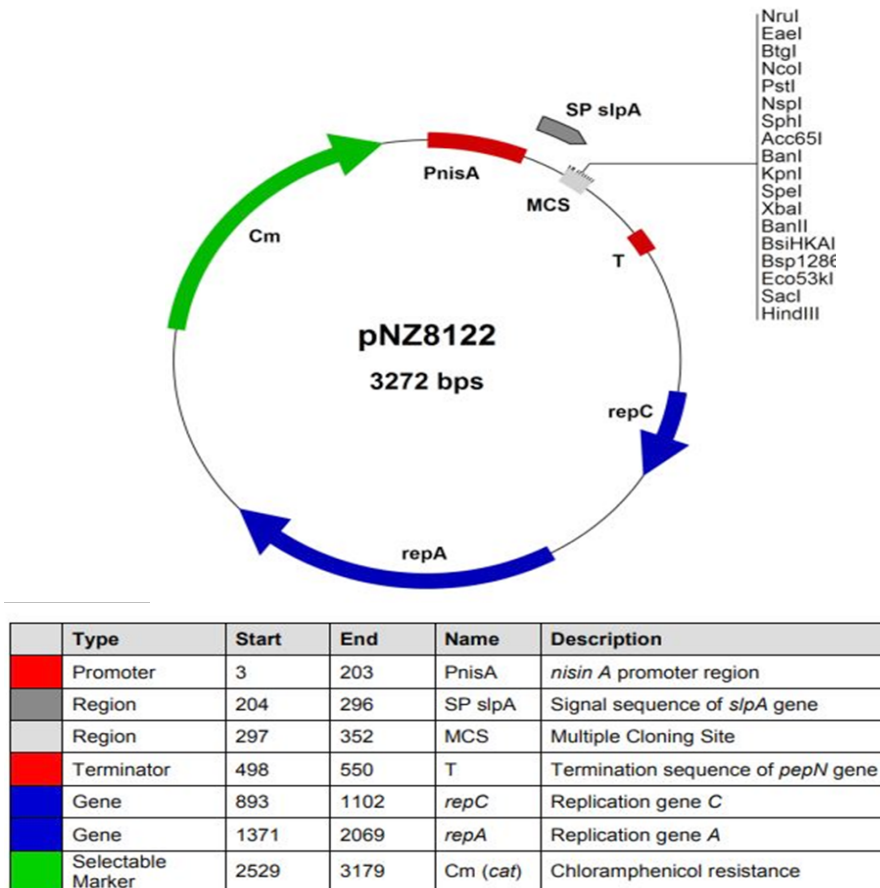 NruI
EaeI
BtgI
NcoI
PstI
NspI
SphI
Acc65I
BanI
KpnI
SpeI
XbaI
BanII
BsiHKAI
Bsp1286
Eco53kI
SacI
HindIII
SP slpA
PnisA
MCS
Cm
T
pNZ8122
3272 bps
repC
repA
Type Start End Name Description
Promoter 3 203 PnisA nisin A promoter region
Region 204 296 SP slpA Signal sequence of slpA gene
Region 297 352 MCS Multiple Cloning Site
Terminator 498 550 T Termination sequence of pepN gene
Gene 893 1102 repC Replication gene C
Gene 1371 2069 repA Replication gene A
Selectable
Marker 2529 3179 Cm (cat) Chloramphenicol resistance